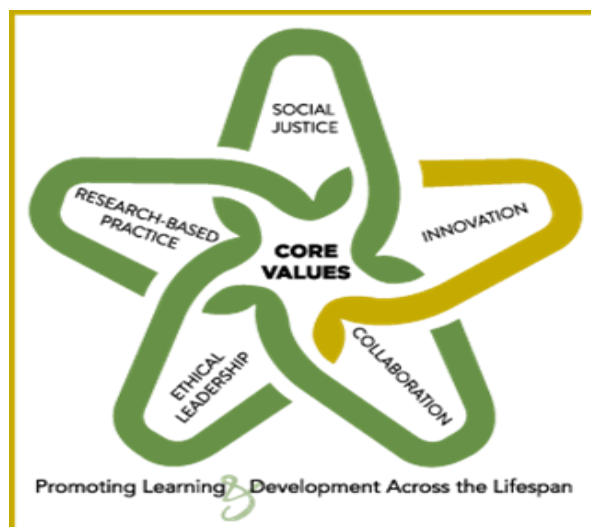 SOCIAL
JUSTICE
RESEARCH-BASED
PRACTICE
INNOVATION
CORE
VALUES
ETHICAL
LEADERSHIP
COLLABORATION
Promoting Learning & Development Across the Lifespan